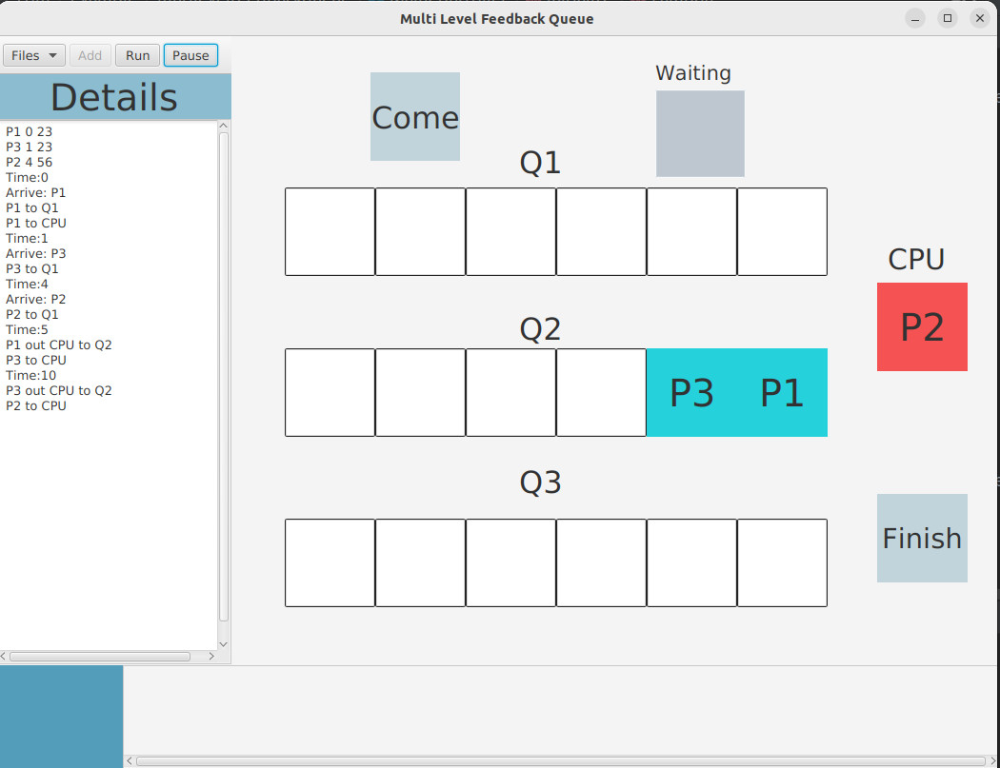 Multi Level Feedback Queue
Files Add Run Pause
Details
P1 0 23
P3 1 23
P2 4 56
Time:0
Arrive: P1
P1 to Q1
P1 to CPU
Time:1
Arrive: P3
P3 to Q1
Time:4
Arrive: P2
P2 to Q1
Time:5
P1 out CPU to Q2
P3 to CPU
Time:10
P3 out CPU to Q2
P2 to CPU
Come
Waiting
Q1
CPU
P2
Q2
P3 P1
Q3
Finish